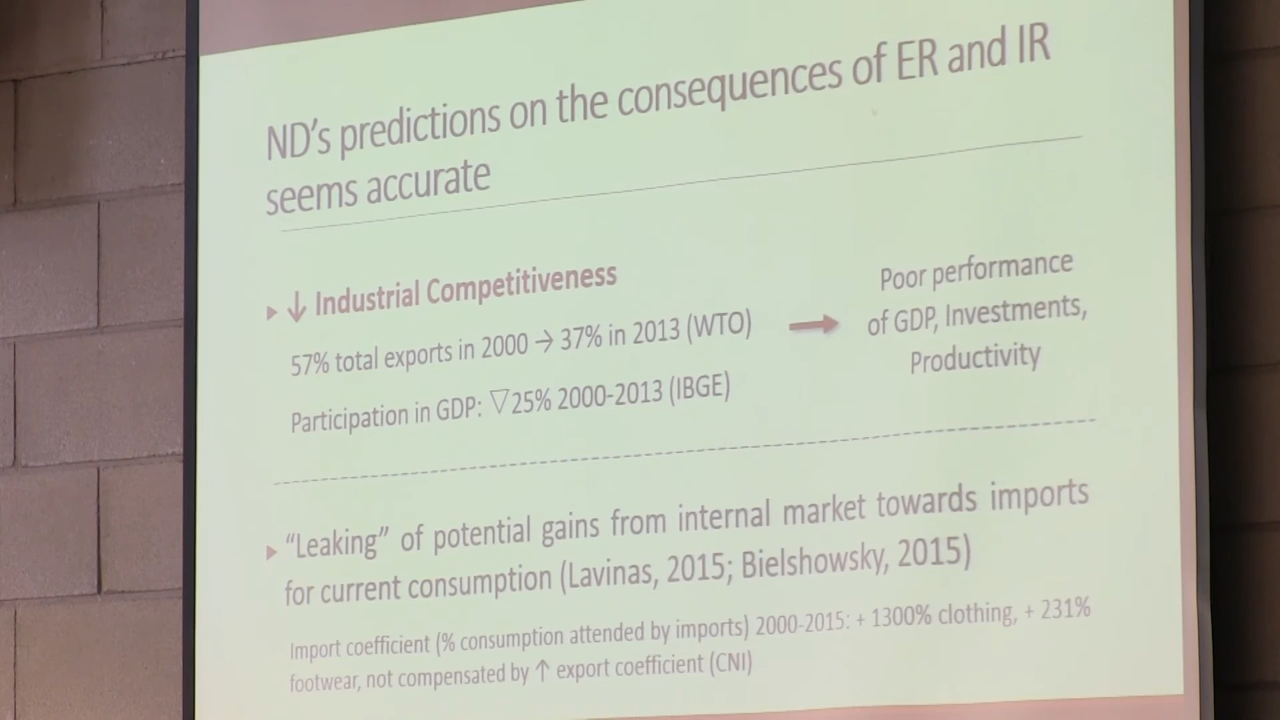 ND's predictions on the consequences of ER and IR
seems accurate
↓ Industrial Competitiveness
57% total exports in 2000 → 37% in 2013 (WTO)
Participation in GDP: ▽25% 2000-2013 (IBGE)
Poor performance
of GDP, Investments,
Productivity
"Leaking" of potential gains from internal market towards imports
for current consumption (Lavinas, 2015; Bielshowsky, 2015)
Import coefficient (% consumption attended by imports) 2000-2015: + 1300% clothing, + 231%
footwear, not compensated by ↑ export coefficient (CNI)